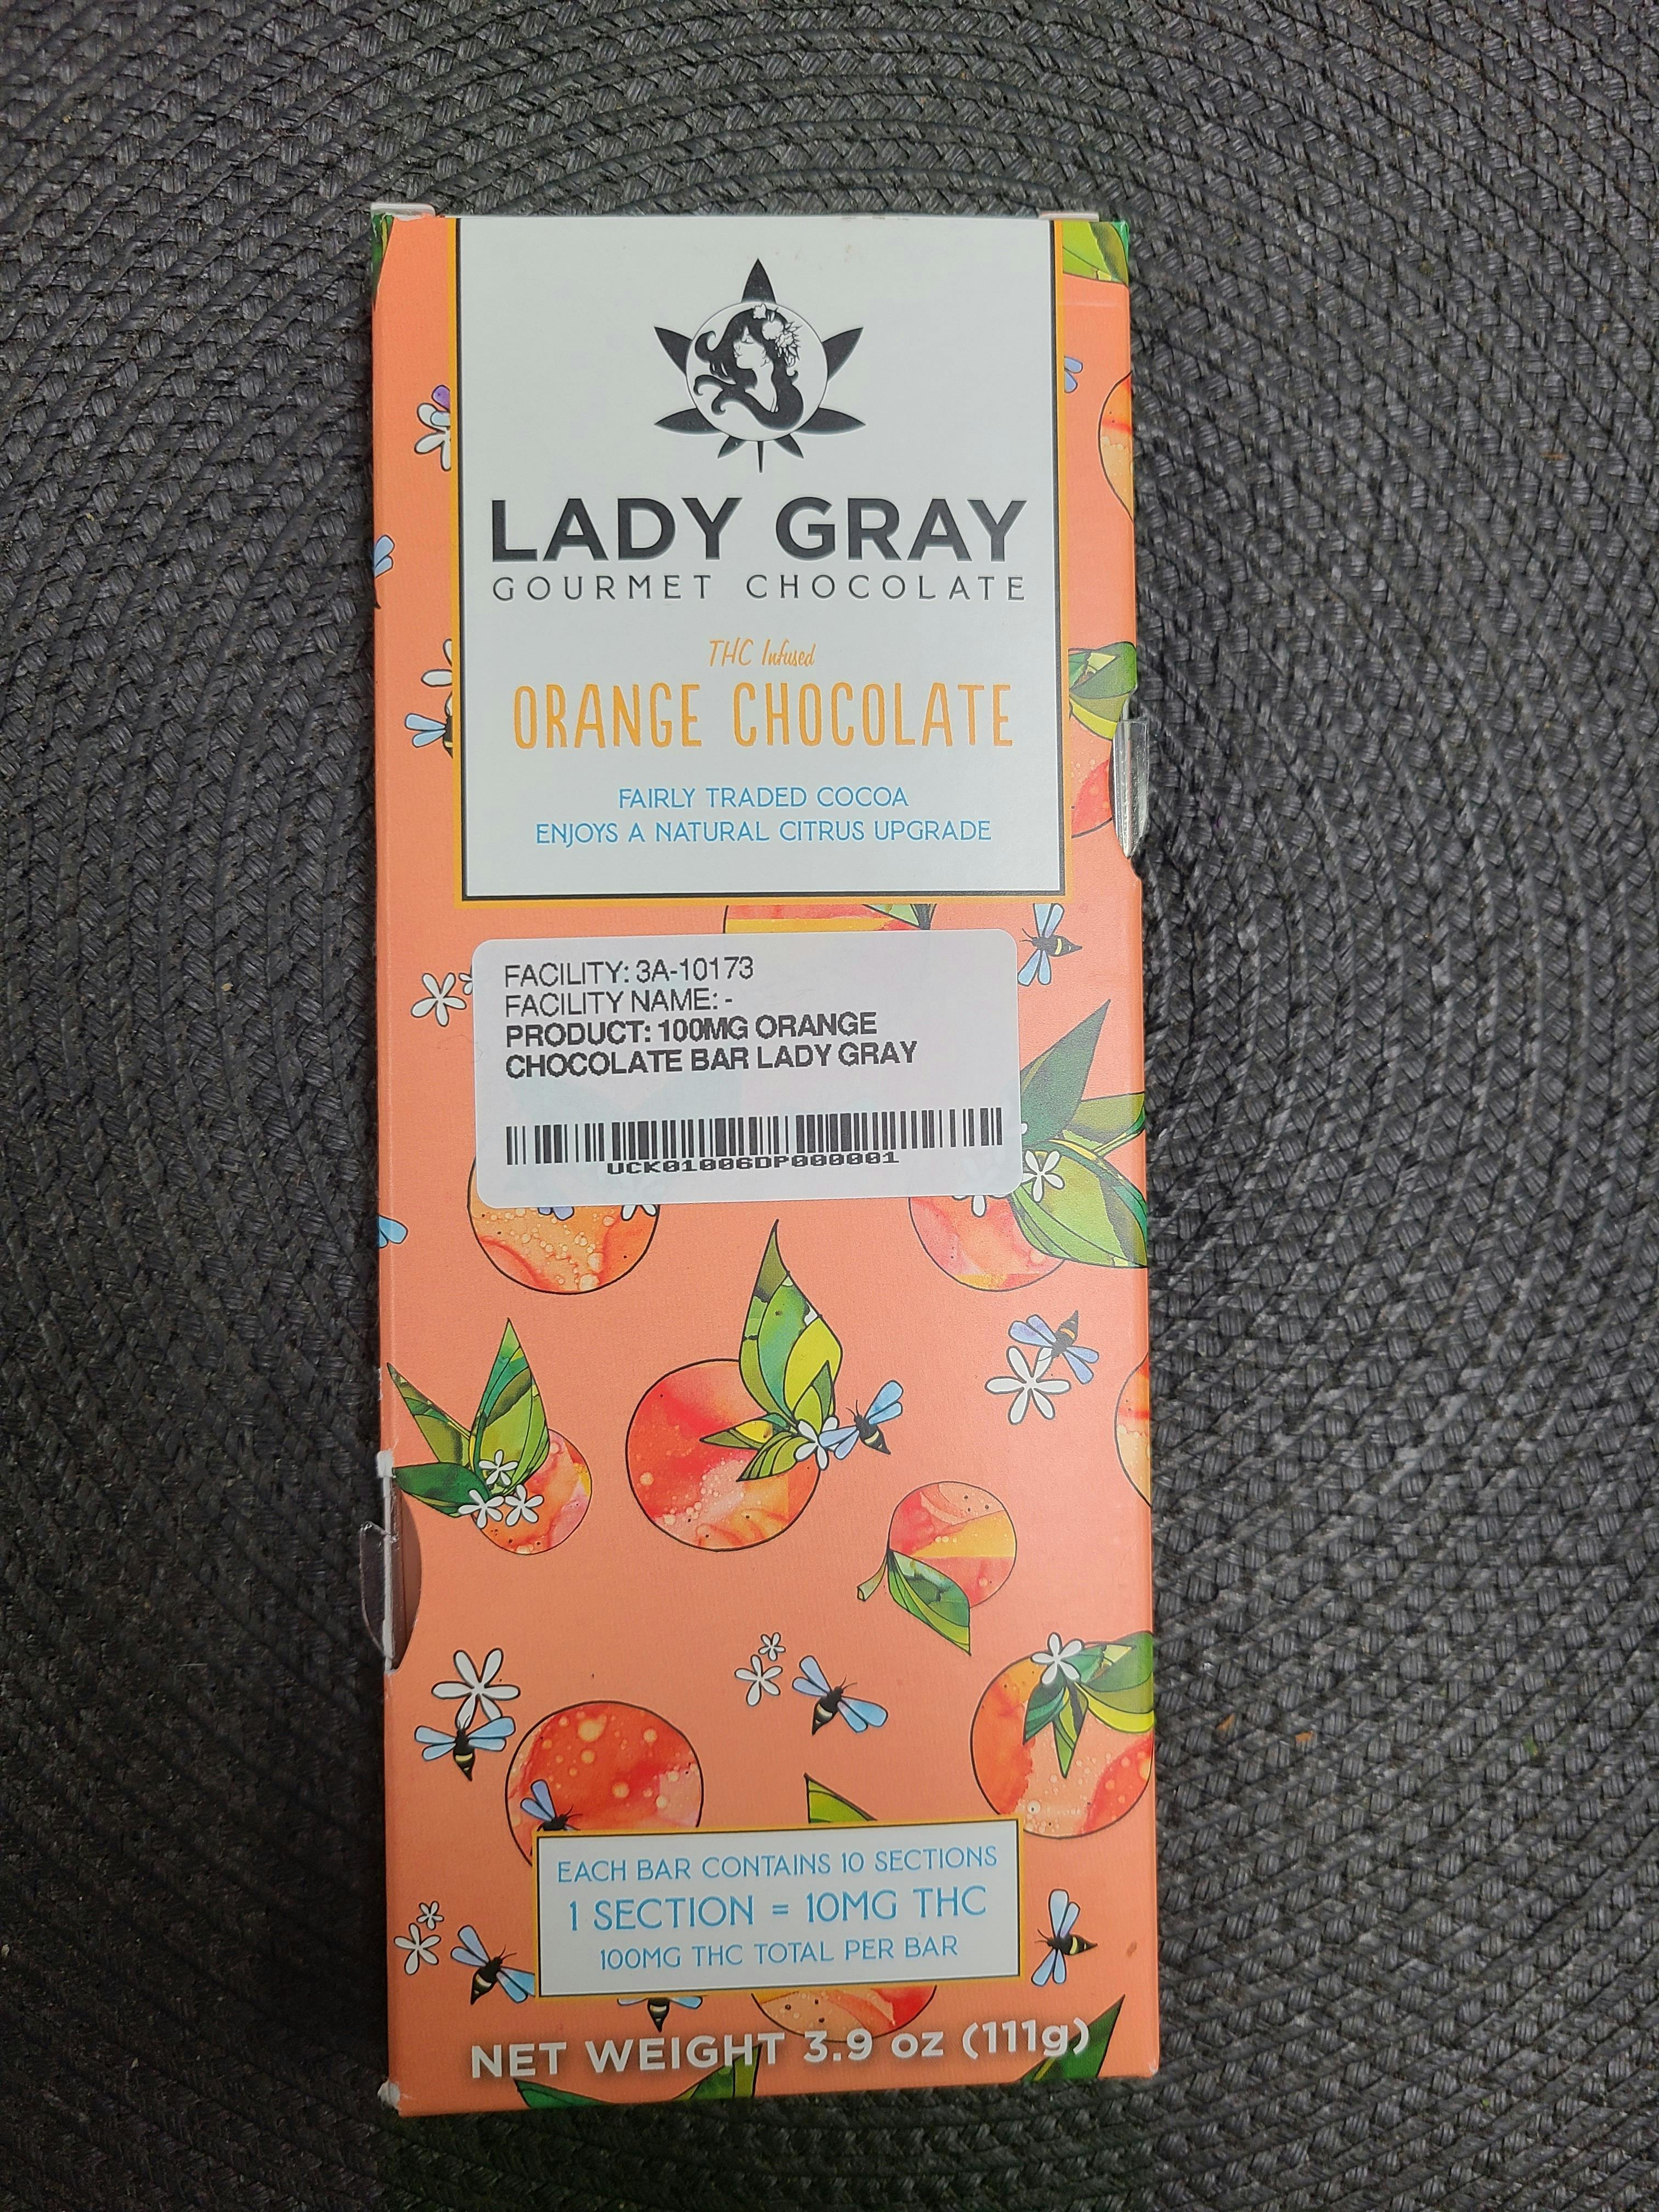 LADY GRAY
GOURMET CHOCOLATE
THC Infused
ORANGE CHOCOLATE
FAIRLY TRADED COCOA
ENJOYS A NATURAL CITRUS UPGRADE
FACILITY: 3A-10173
FACILITY NAME: -
PRODUCT: 100MG ORANGE
CHOCOLATE BAR LADY GRAY
UCK01006DP000001
EACH BAR CONTAINS 10 SECTIONS
1 SECTION = 10MG THC
100MG THC TOTAL PER BAR
NET WEIGHT 3.9 oz (111g)